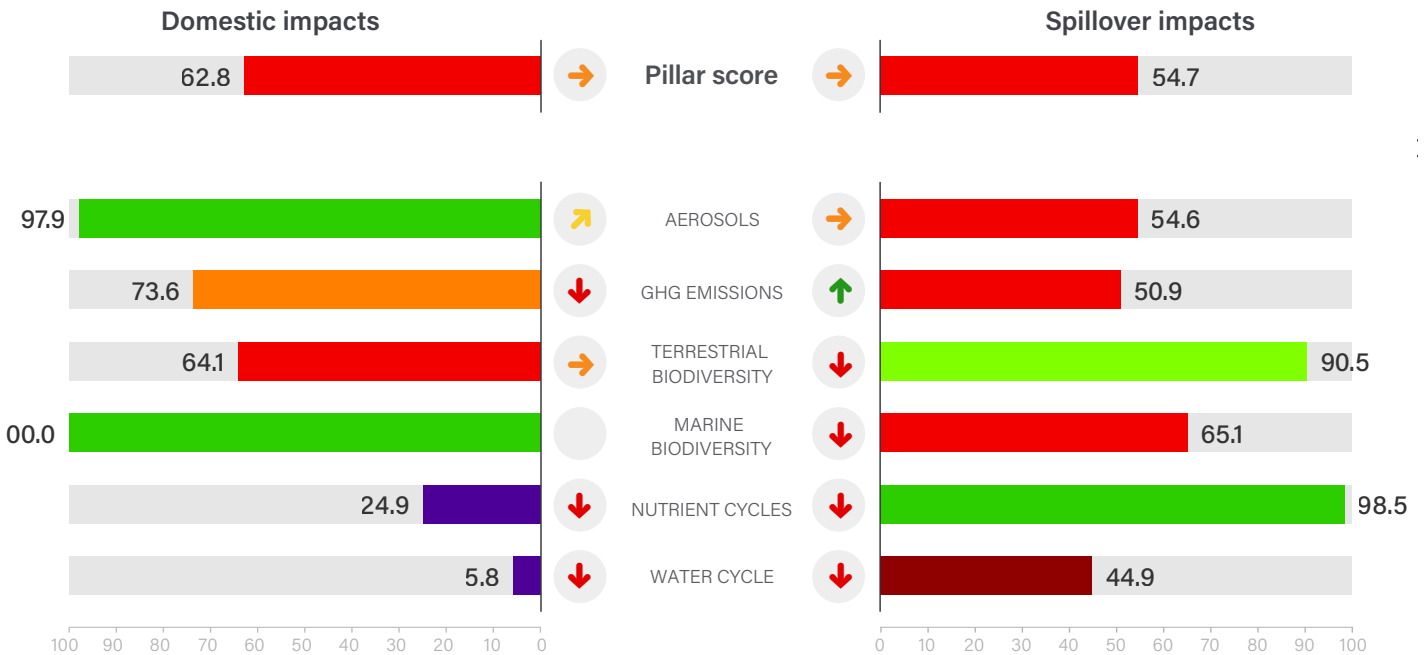 Domestic impacts
Spillover impacts
62.8
Pillar score
54.7
97.9
AEROSOLS
54.6
73.6
GHG EMISSIONS
50.9
64.1
TERRESTRIAL
BIODIVERSITY
90.5
00.0
MARINE
BIODIVERSITY
65.1
24.9
NUTRIENT CYCLES
98.5
5.8
WATER CYCLE
44.9
100 90 80 70 60 50 40 30 20 10 0
0 10 20 30 40 50 60 70 80 90 100